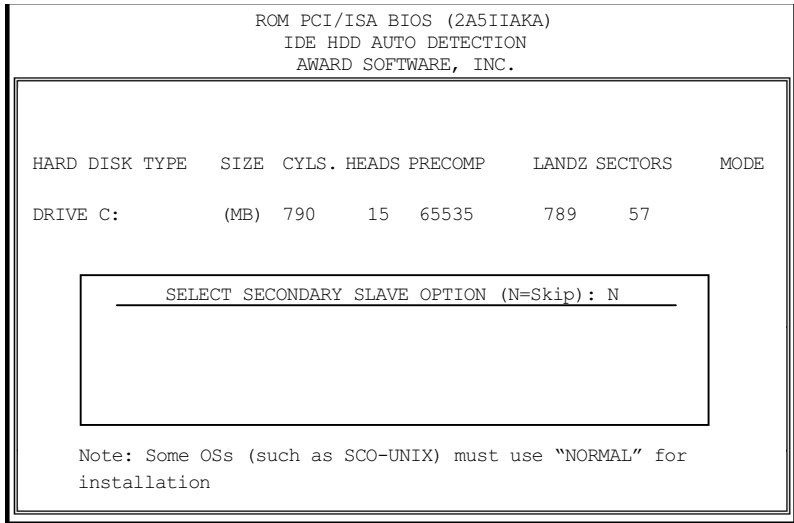 ROM PCI/ISA BIOS (2A5IIAKA)
IDE HDD AUTO DETECTION
AWARD SOFTWARE, INC.
HARD DISK TYPE SIZE CYLS. HEADS PRECOMP LANDZ SECTORS MODE
DRIVE C: (MB) 790 15 65535 789 57
SELECT SECONDARY SLAVE OPTION (N=Skip): N
Note: Some OSs (such as SCO-UNIX) must use “NORMAL” for
installation